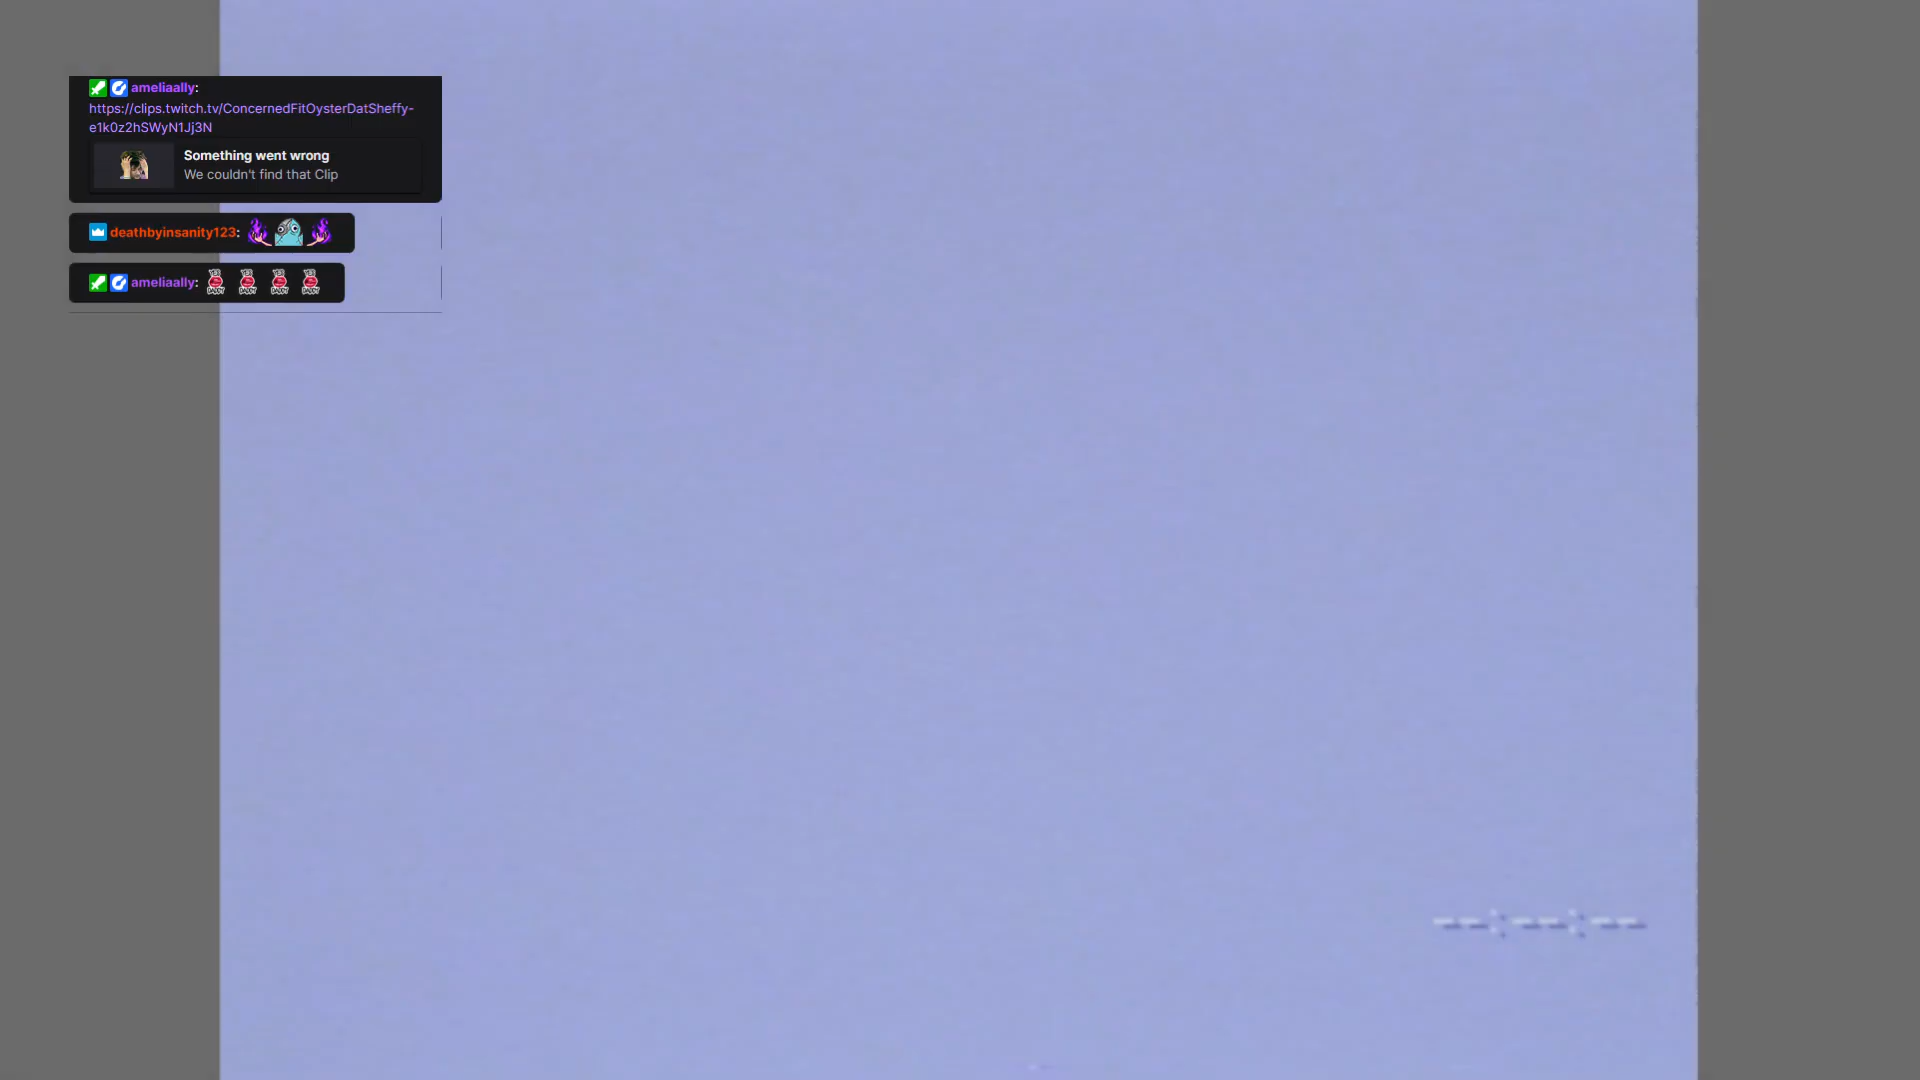 ameliaally:
https://clips.twitch.tv/ConcernedFitOysterDatSheffy-
e1k0z2hSWyN1Jj3N
Something went wrong
We couldn't find that Clip
deathbyinsanity123:
ameliaally:
--:--:--